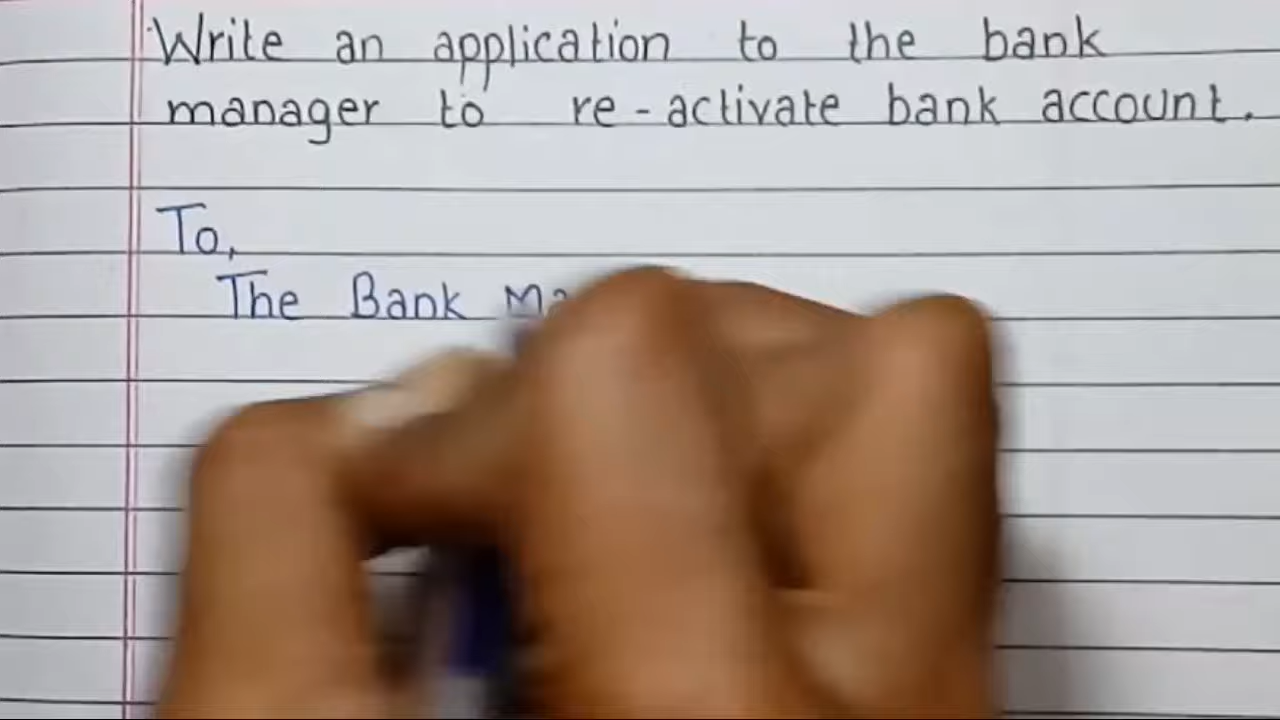 Write an application to the bank
manager to re-activate bank account.
To,
The Bank